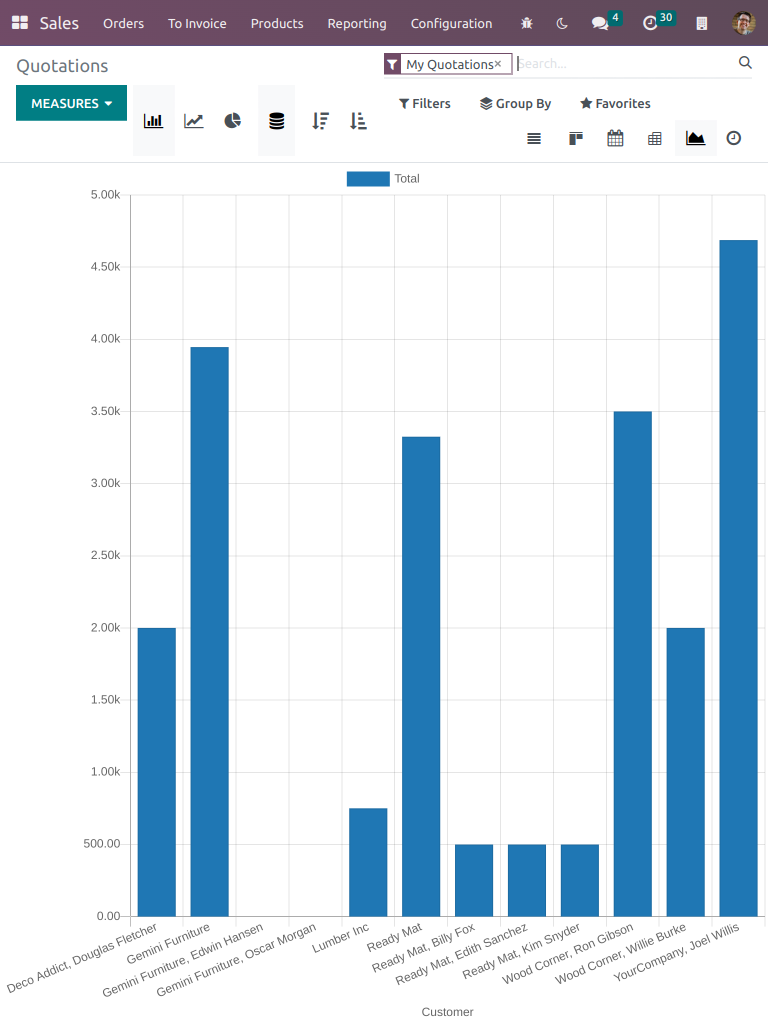 Sales Orders To Invoice Products Reporting Configuration 4 30
Quotations
My Quotations × Search...
MEASURES
Filters Group By Favorites
Total
5.00k
4.50k
4.00k
3.50k
3.00k
2.50k
2.00k
1.50k
1.00k
500.00
0.00
Deco Addict, Douglas Fletcher
Gemini Furniture
Gemini Furniture, Edwin Hansen
Gemini Furniture, Oscar Morgan
Lumber Inc
Ready Mat
Ready Mat, Billy Fox
Ready Mat, Edith Sanchez
Ready Mat, Kim Snyder
Wood Corner, Ron Gibson
Wood Corner, Willie Burke
YourCompany, Joel Willis
Customer